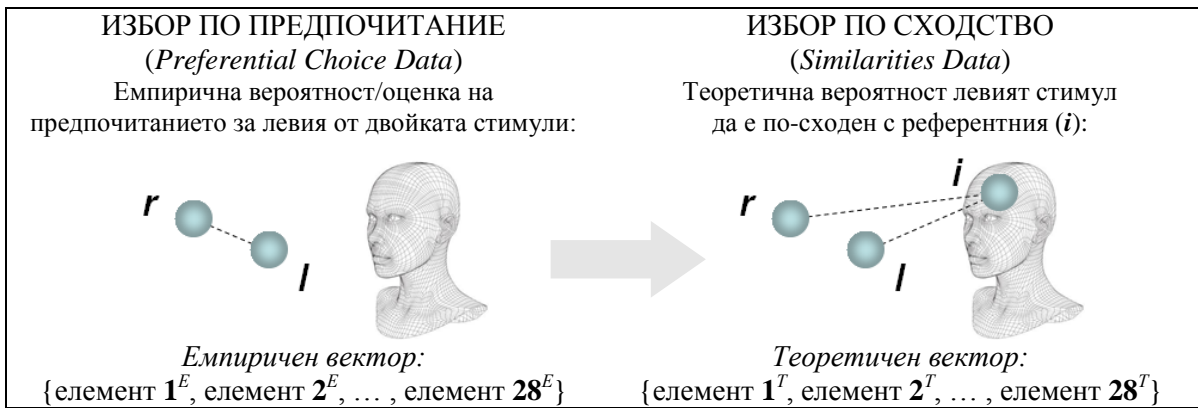 ИЗБОР ПО ПРЕДПОЧИТАНИЕ
(Preferential Choice Data)
Емпирична вероятност/оценка на
предпочитанието за левия от двойката стимули:
r
l
Емпиричен вектор:
{елемент 1^E, елемент 2^E, … , елемент 28^E}
ИЗБОР ПО СХОДСТВО
(Similarities Data)
Теоретична вероятност левият стимул
да е по-сходен с референтния (i):
i
r
l
Теоретичен вектор:
{елемент 1^T, елемент 2^T, … , елемент 28^T}